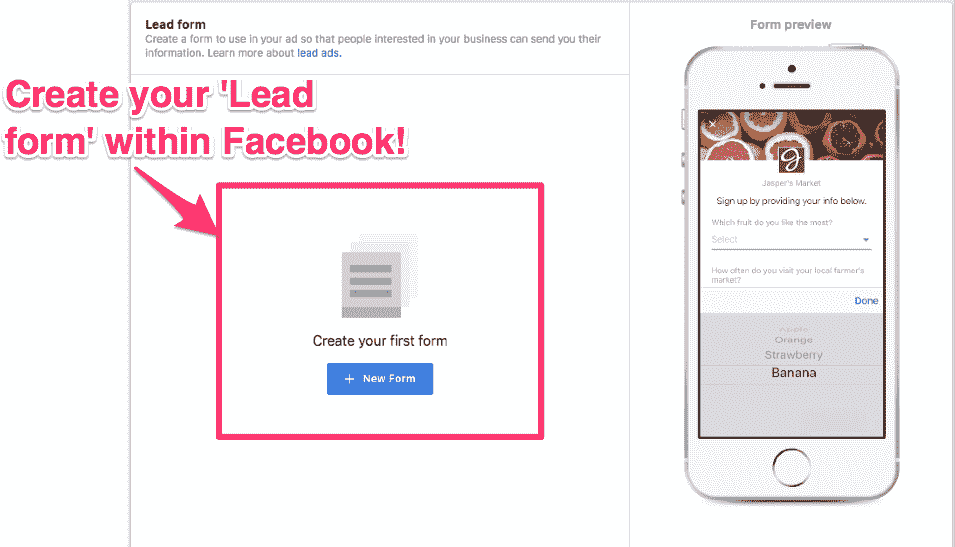 Lead form
Create a form to use in your ad so that people interested in your business can send you their
information. Learn more about lead ads.
Create your 'Lead
form' within Facebook!
Create your first form
+ New Form
Form preview
Jasper's Market
Sign up by providing your info below.
Which fruit do you like the most?
Select
How often do you visit your local farmer's
market?
Done
Apple
Orange
Strawberry
Banana